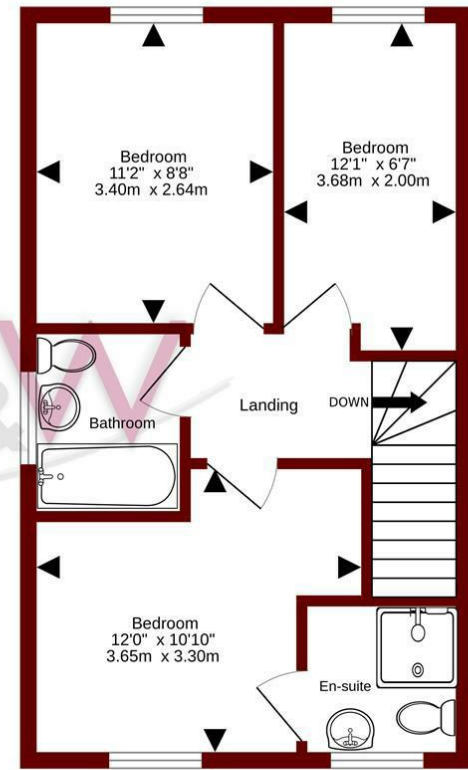 Bedroom
11'2" x 8'8"
3.40m x 2.64m
Bedroom
12'1" x 6'7"
3.68m x 2.00m
Bathroom
Landing
DOWN
Bedroom
12'0" x 10'10"
3.65m x 3.30m
En-suite
&W